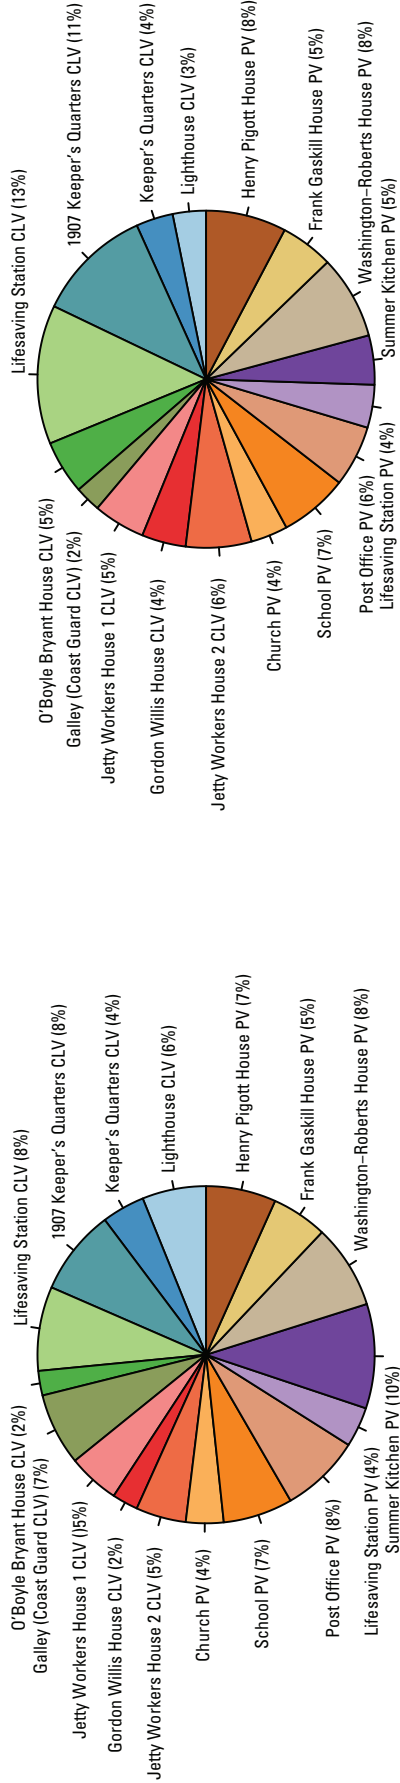 Lifesaving Station CLV (13%)
1907 Keeper's Quarters CLV (11%)
Keeper's Quarters CLV (4%)
Lighthouse CLV (3%)
Henry Pigott House PV (8%)
Frank Gaskill House PV (5%)
Washington–Roberts House PV (8%)
Summer Kitchen PV (5%)
Lifesaving Station PV (4%)
Post Office PV (6%)
School PV (7%)
Church PV (4%)
Jetty Workers House 2 CLV (6%)
Gordon Willis House CLV (4%)
Jetty Workers House 1 CLV (5%)
Galley (Coast Guard CLV) (2%)
O'Boyle Bryant House CLV (5%)
Lifesaving Station CLV (8%)
1907 Keeper's Quarters CLV (8%)
Keeper's Quarters CLV (4%)
Lighthouse CLV (6%)
Henry Pigott House PV (7%)
Frank Gaskill House PV (5%)
Washington–Roberts House PV (8%)
Summer Kitchen PV (10%)
Lifesaving Station PV (4%)
Post Office PV (8%)
School PV (7%)
Church PV (4%)
Jetty Workers House 2 CLV (5%)
Gordon Willis House CLV (2%)
Jetty Workers House 1 CLV ()5%)
Galley (Coast Guard CLV) (7%)
O'Boyle Bryant House CLV (2%)